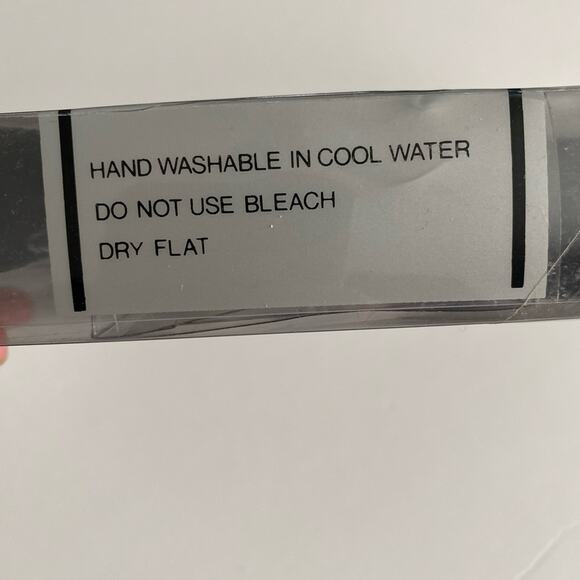 HAND WASHABLE IN COOL WATER
DO NOT USE BLEACH
DRY FLAT